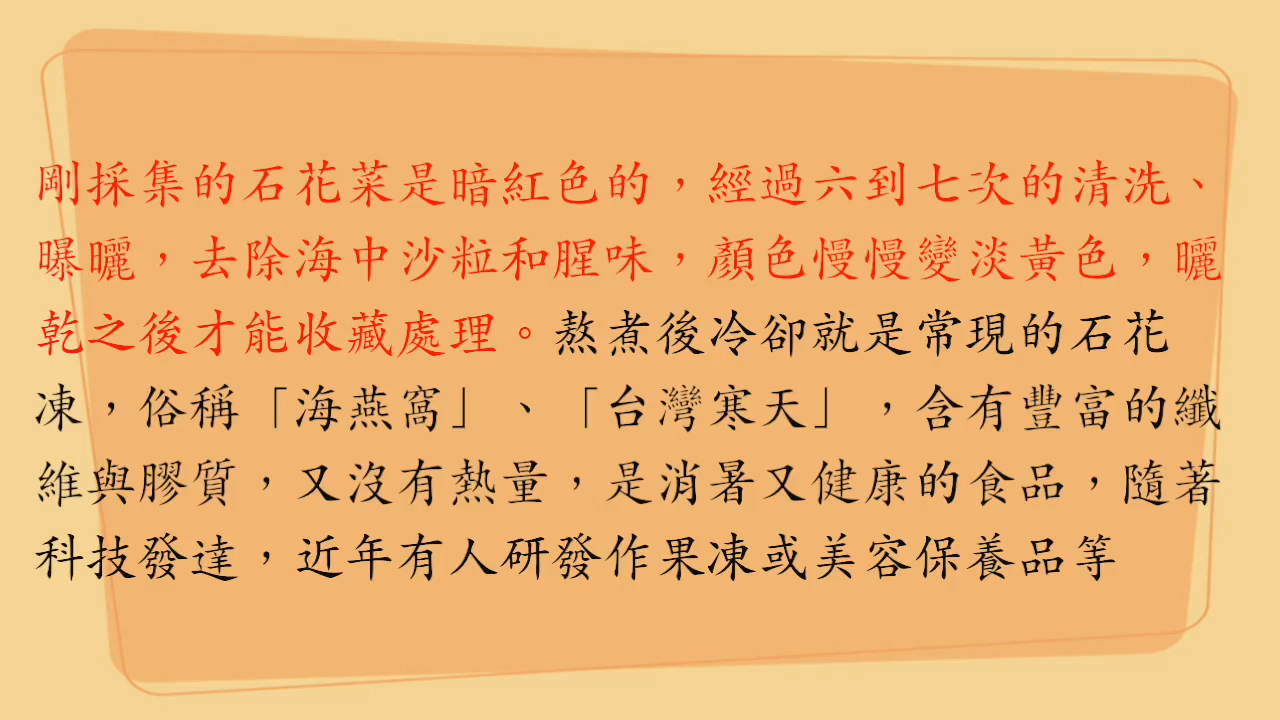 剛採集的石花菜是暗紅色的，經過六到七次的清洗、
曝曬，去除海中沙粒和腥味，顏色慢慢變淡黃色，曬
乾之後才能收藏處理。熬煮後冷卻就是常現的石花
凍，俗稱「海燕窩」、「台灣寒天」，含有豐富的纖
維與膠質，又沒有熱量，是消暑又健康的食品，隨著
科技發達，近年有人研發作果凍或美容保養品等